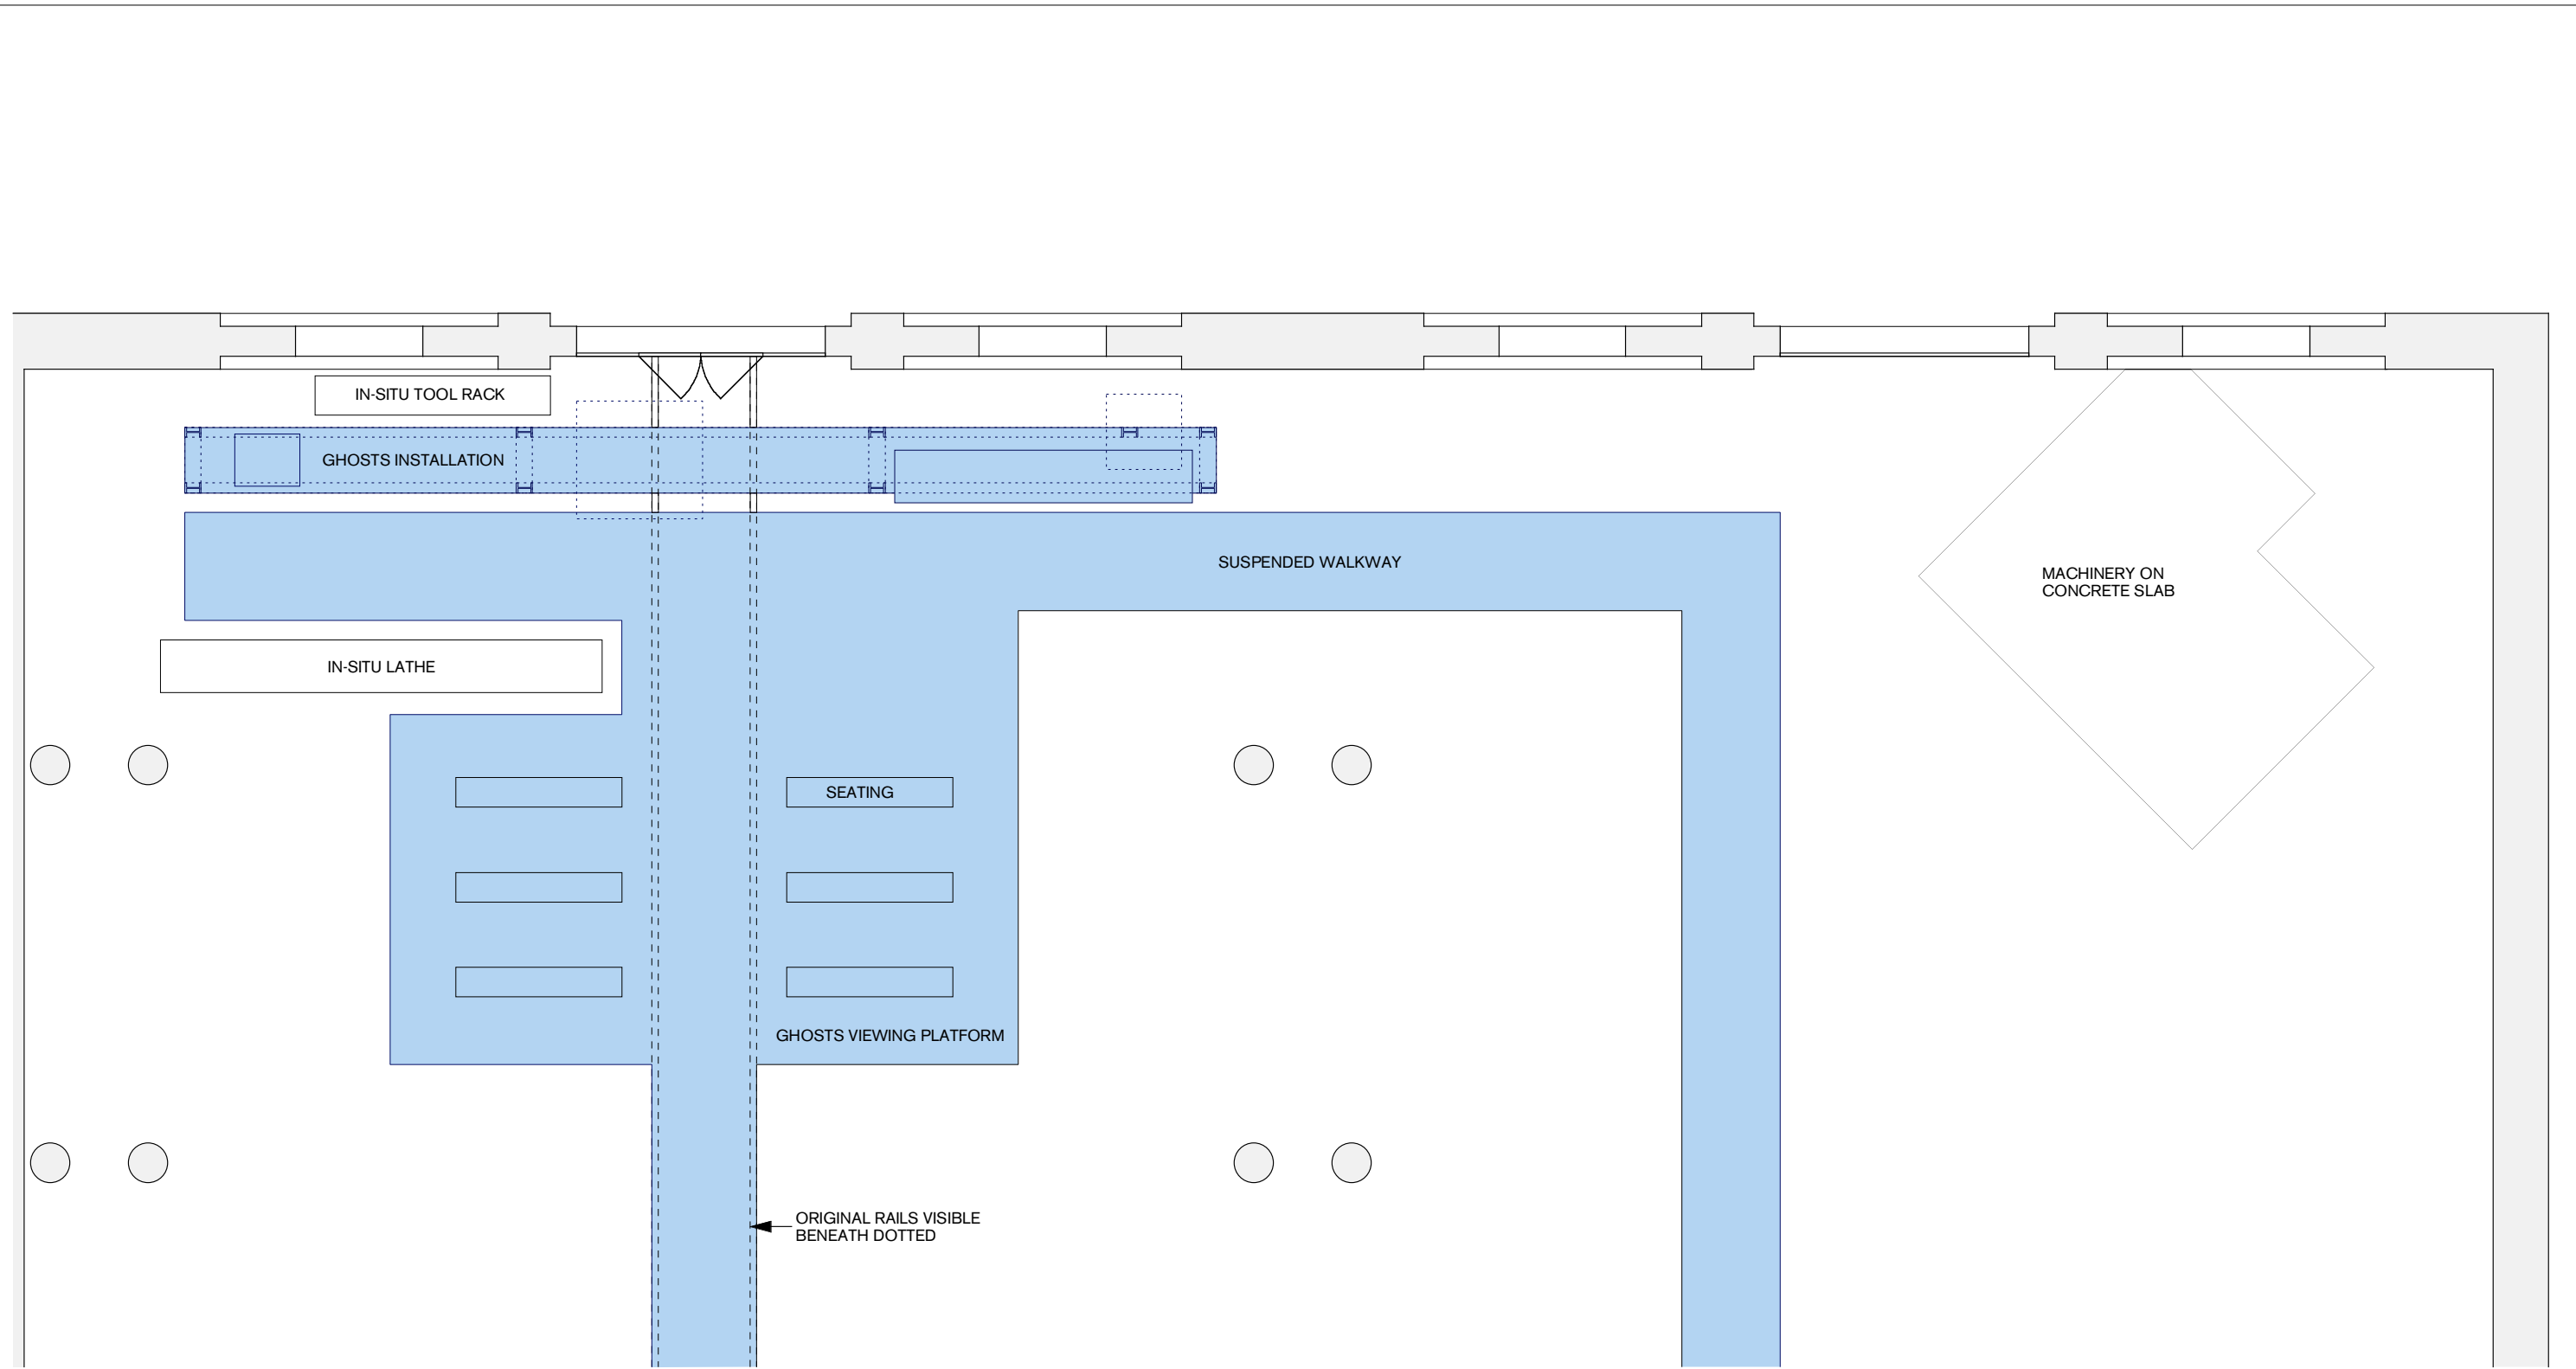 IN-SITU TOOL RACK
GHOSTS INSTALLATION
SUSPENDED WALKWAY
MACHINERY ON
CONCRETE SLAB
IN-SITU LATHE
SEATING
GHOSTS VIEWING PLATFORM
ORIGINAL RAILS VISIBLE
BENEATH DOTTED